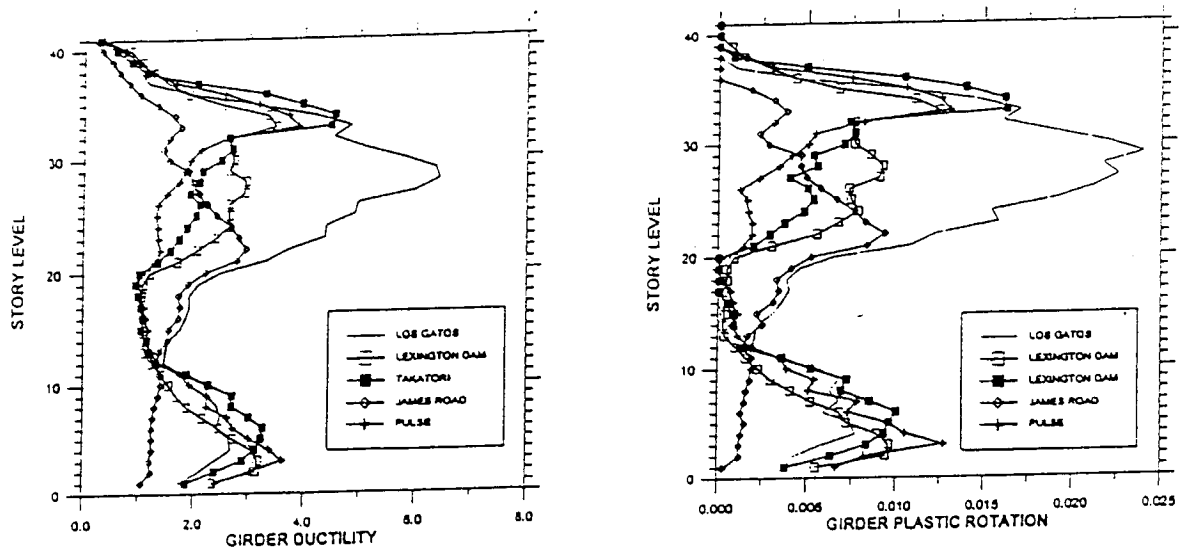 40
30
20
10
0
STORY LEVEL
0.0
2.0
4.0
6.0
8.0
GIRDER DUCTILITY
LOS GATOS
LEXINGTON DAM
TAKATORI
JAMES ROAD
PULSE
40
30
20
10
0
STORY LEVEL
0.000
0.005
0.010
0.015
0.020
0.025
GIRDER PLASTIC ROTATION
LOS GATOS
LEXINGTON DAM
LEXINGTON DAM
JAMES ROAD
PULSE